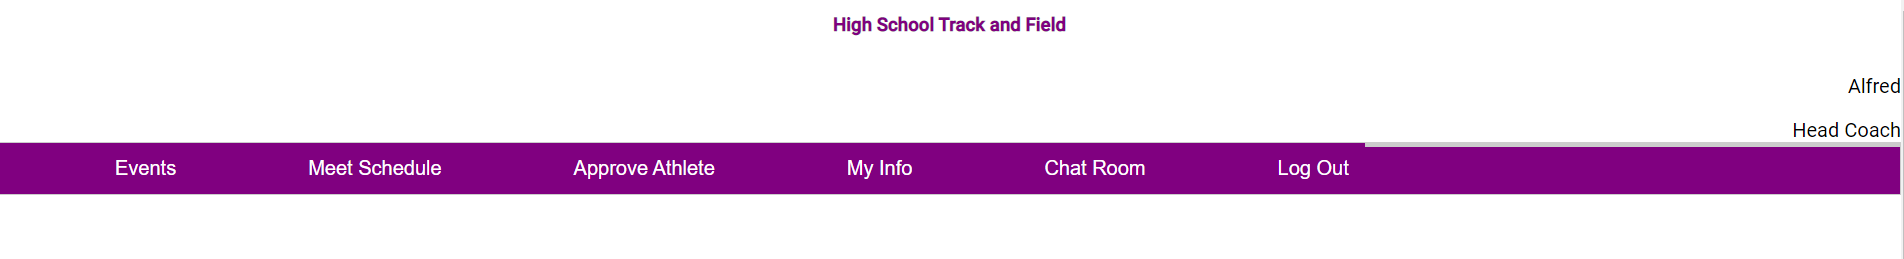 High School Track and Field
Alfred
Head Coach
Events Meet Schedule Approve Athlete My Info Chat Room Log Out